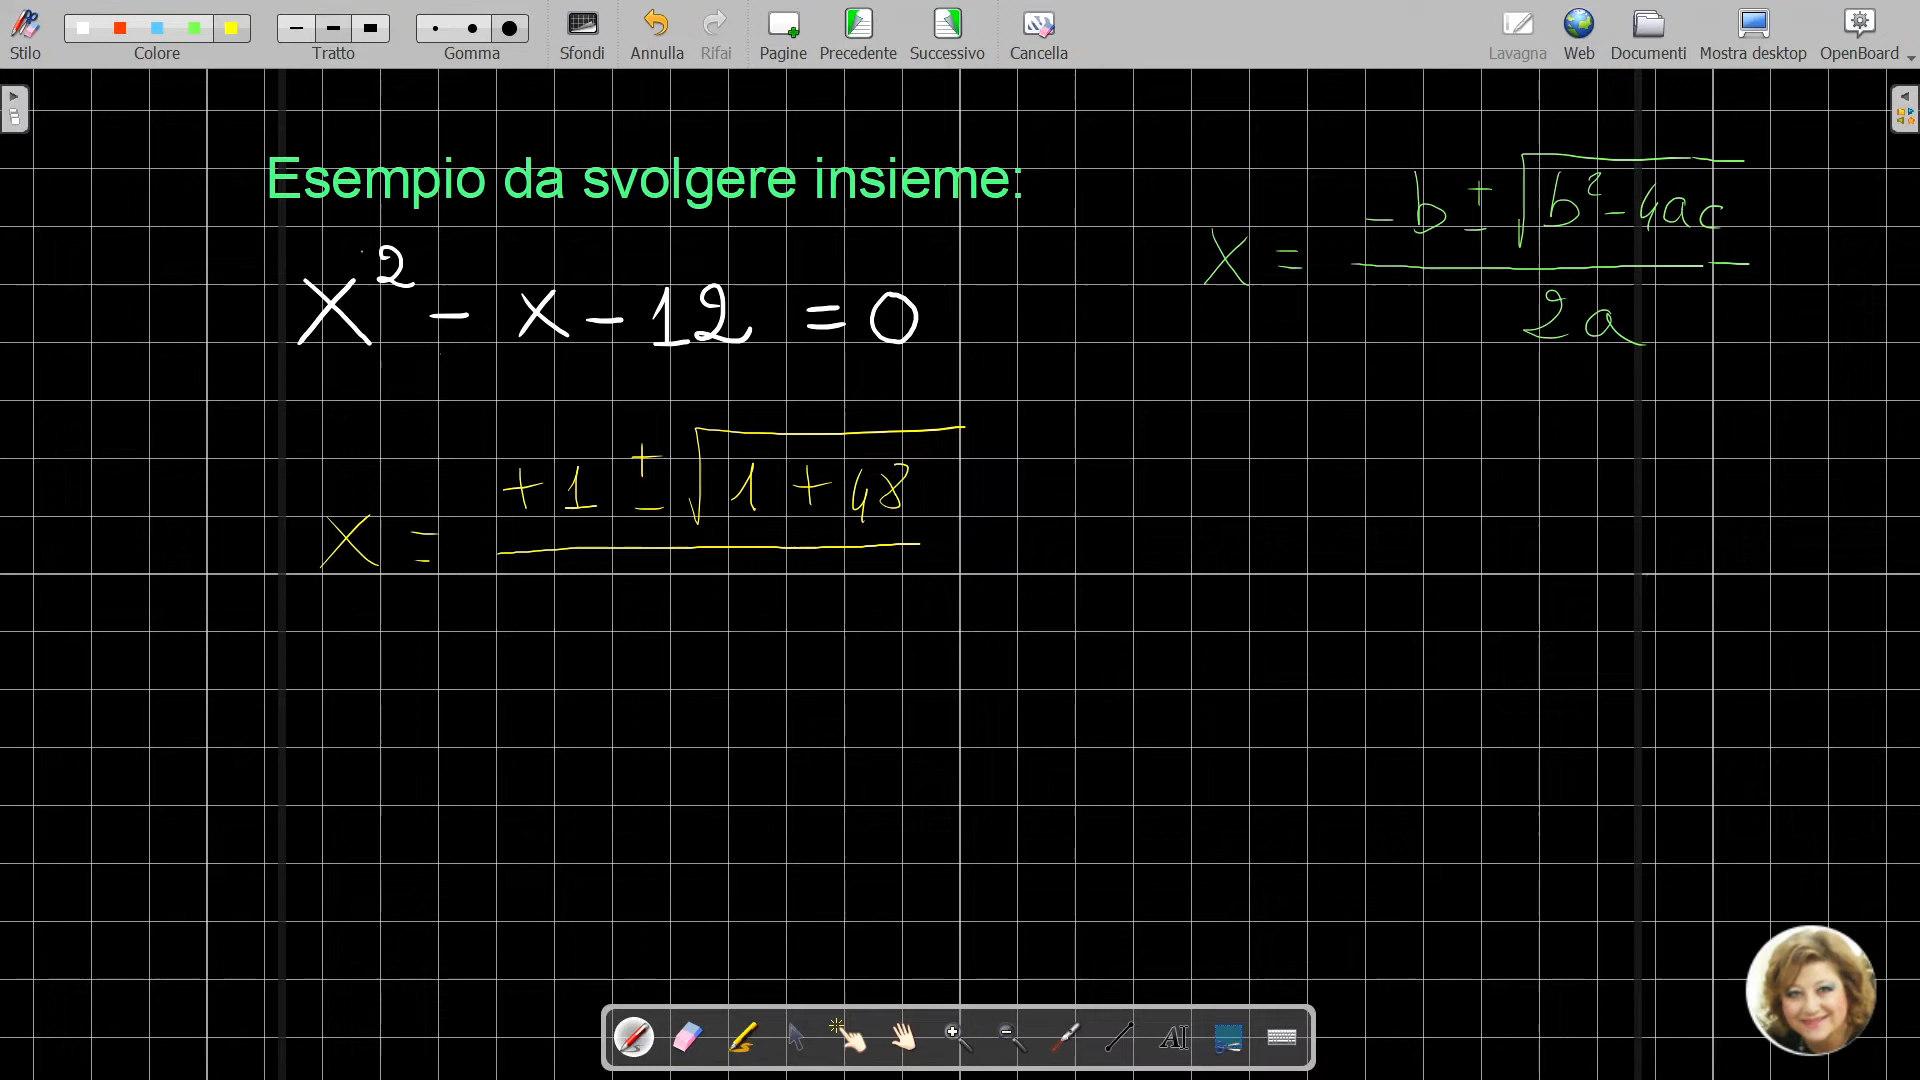 Stilo
Colore
Tratto
Gomma
Sfondi
Annulla
Rifai
Pagine
Precedente
Successivo
Cancella
Lavagna
Web
Documenti
Mostra desktop
OpenBoard
Esempio da svolgere insieme:
x² - x - 12 = 0
x = (-b ± √(b² - 4ac)) / 2a
x = +1 ± √(1 + 48)
AI